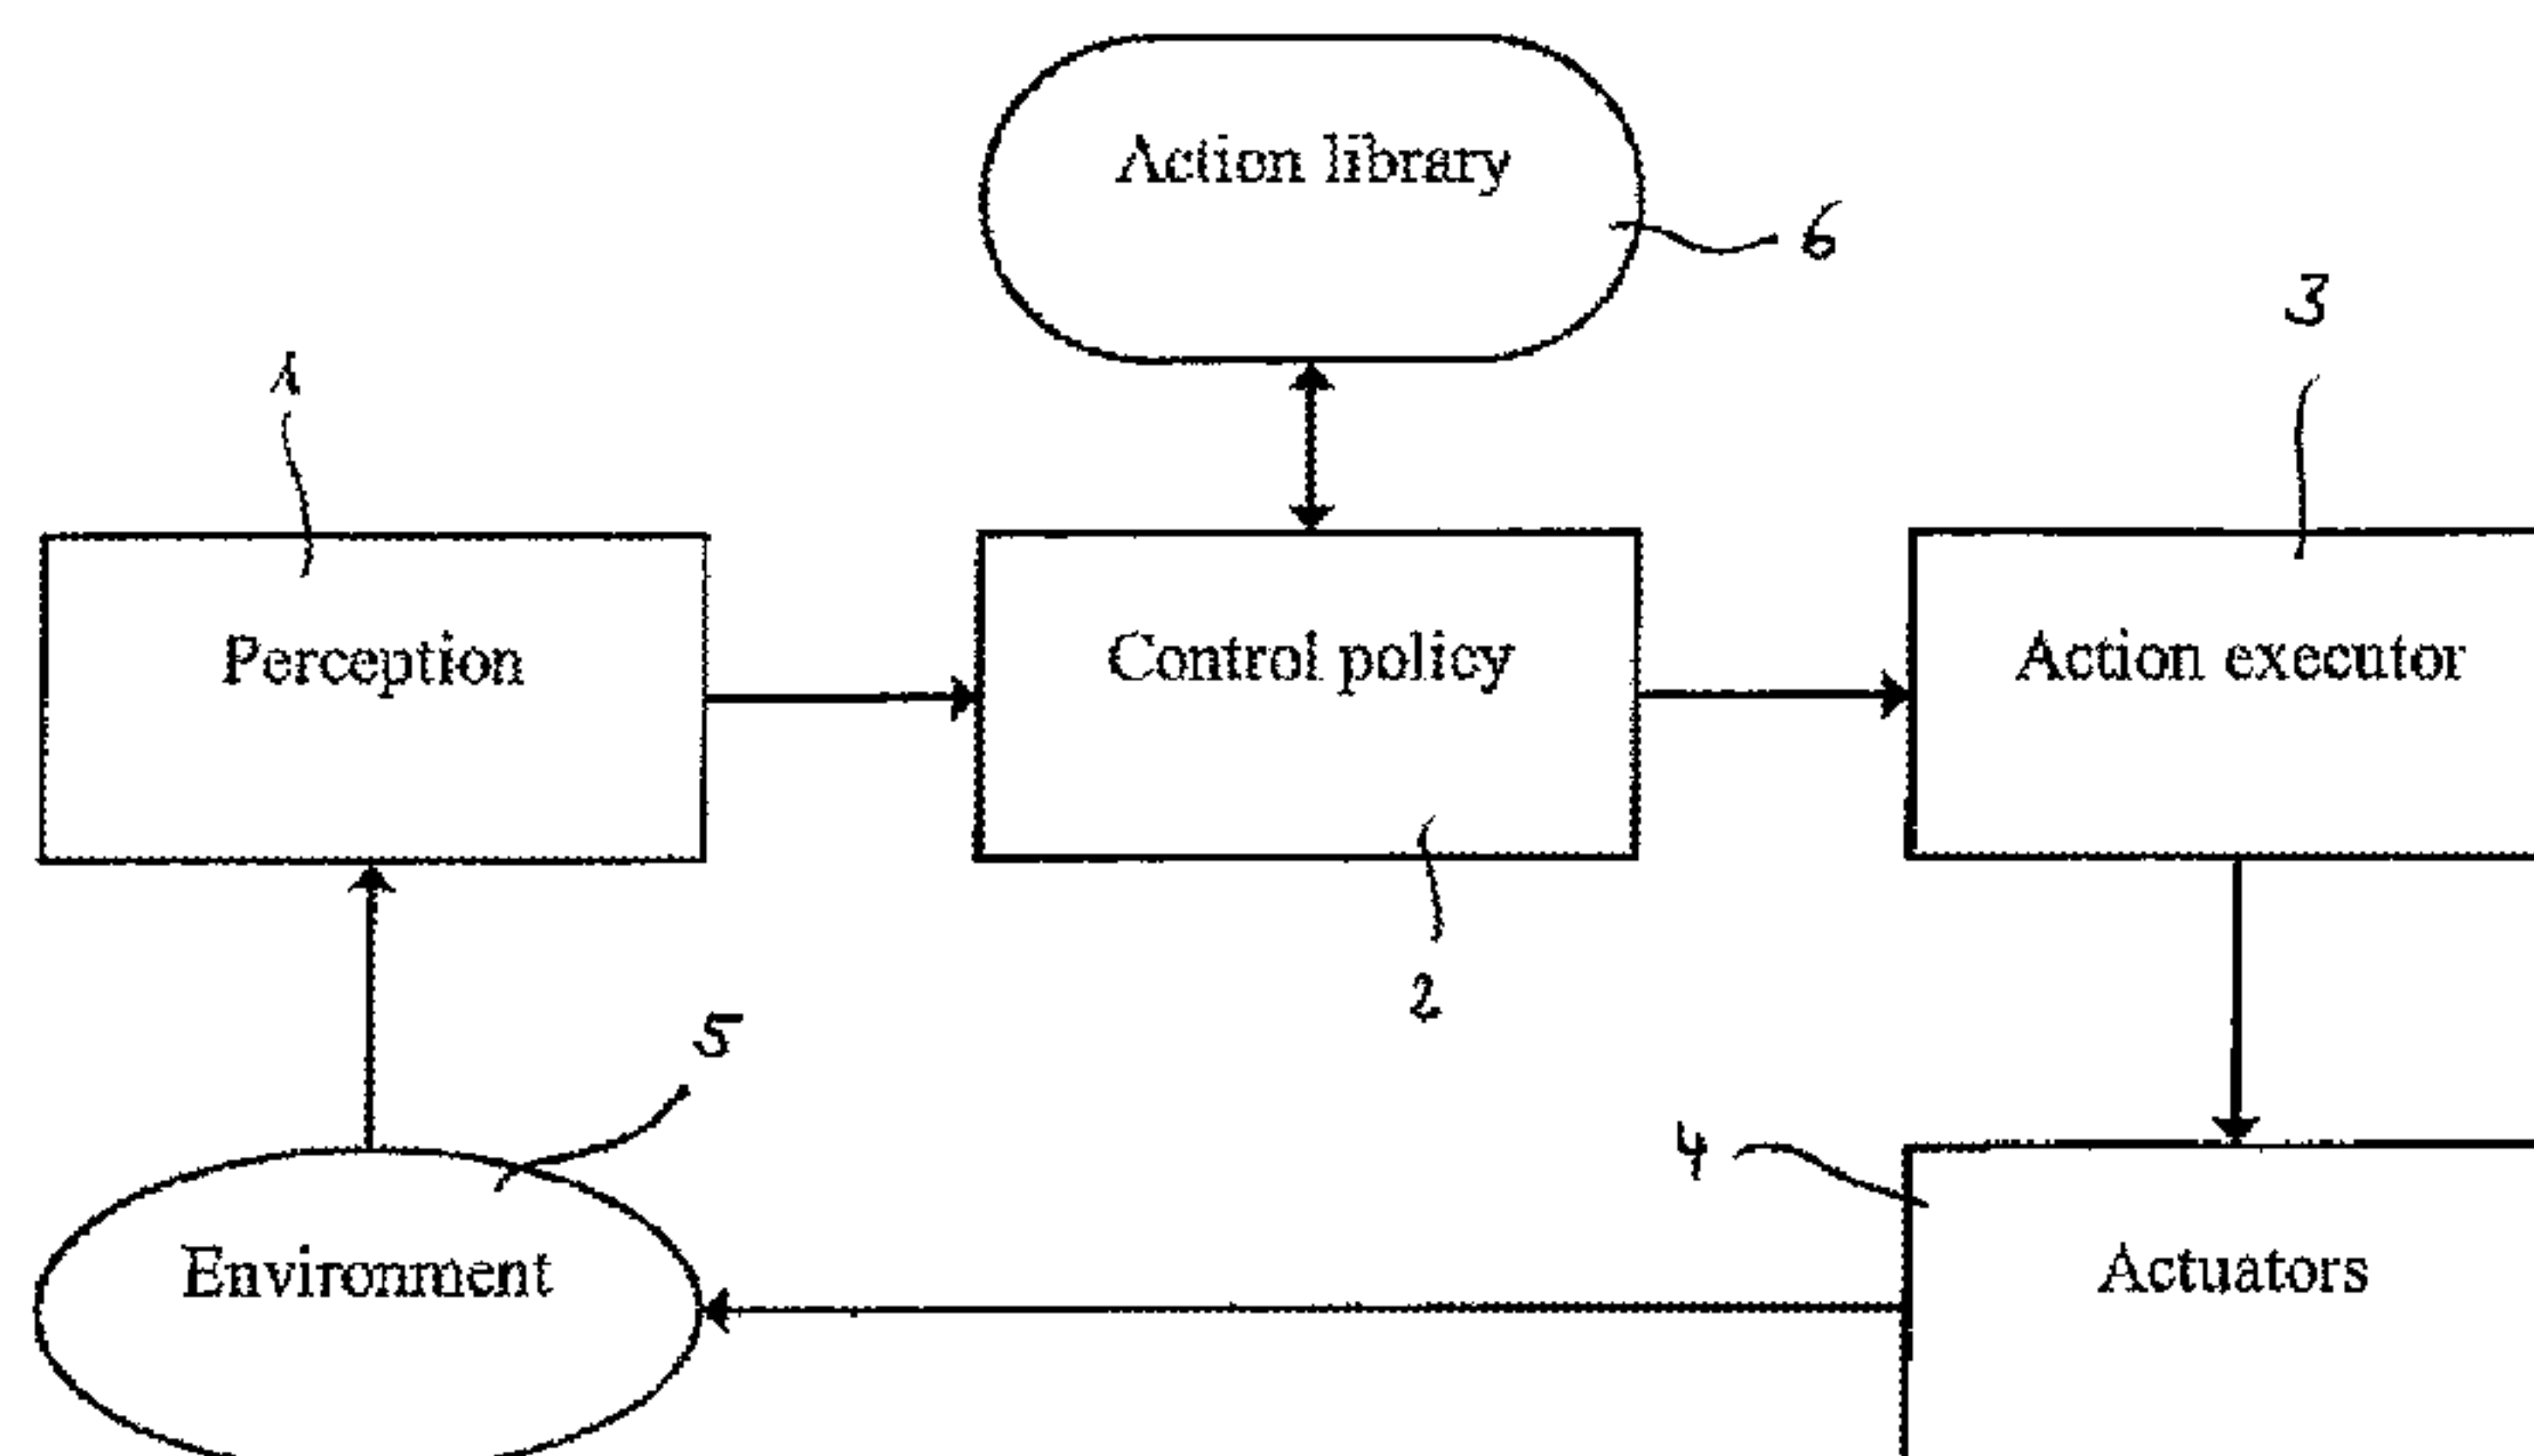 Action library
6
3
1
Perception
Control policy
Action executor
2
5
4
Environment
Actuators